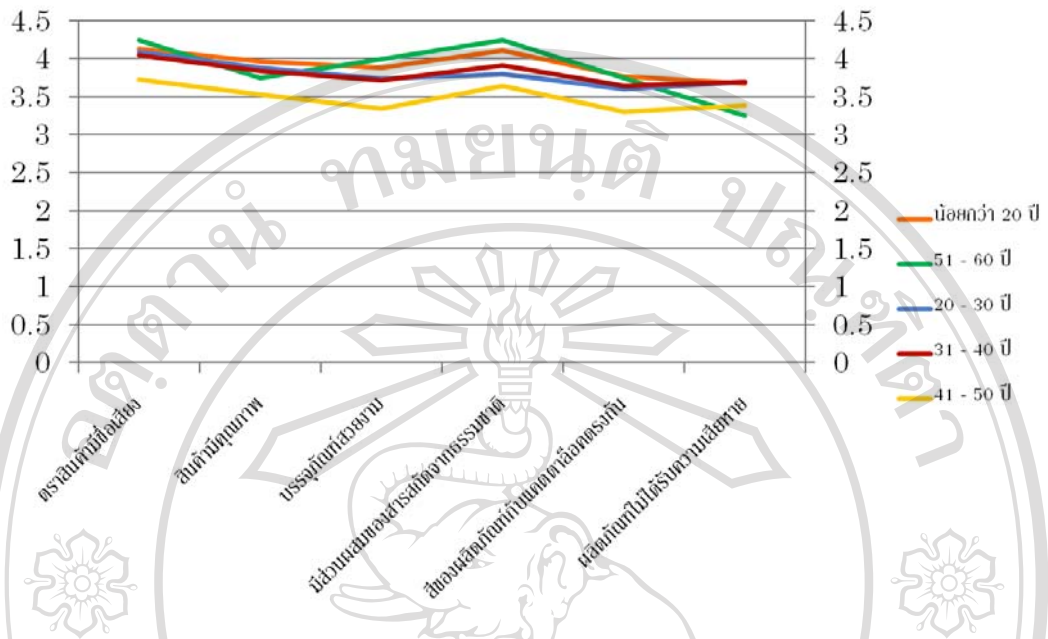 4.5 4.5
4 4
3.5 3.5
3 3
2.5 2.5
2 2
1.5 1.5
1 1
0.5 0.5
0 0
น้อยกว่า 20 ปี
51 - 60 ปี
20 - 30 ปี
31 - 40 ปี
41 - 50 ปี
ตราสินค้ามีชื่อเสียง
สินค้ามีคุณภาพ
บรรจุภัณฑ์สวยงาม
มีส่วนผสมของสารสกัดจากธรรมชาติ
สีของผลิตภัณฑ์กับแคตตาล็อคตรงกัน
ผลิตภัณฑ์ไม่ได้รับความเสียหาย